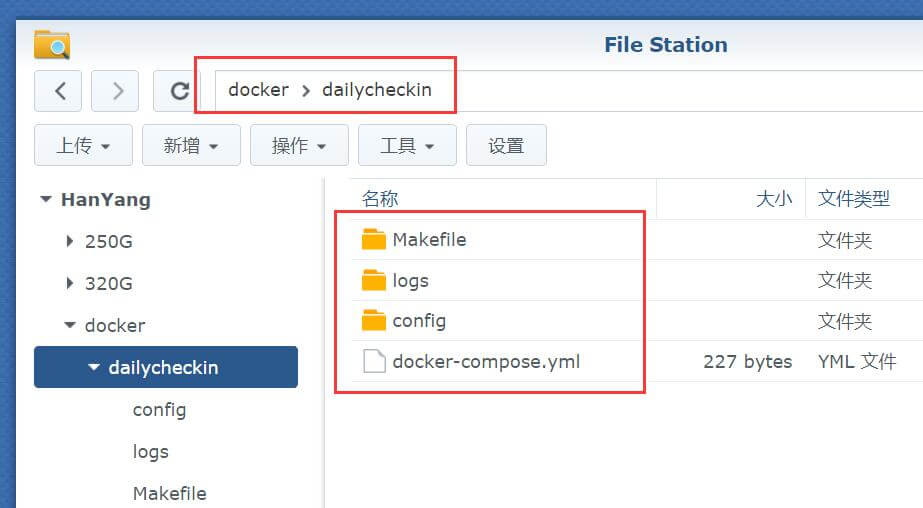 File Station
docker > dailycheckin
上传 新增 操作 工具 设置
HanYang
250G
320G
docker
dailycheckin
config
logs
Makefile
名称 大小 文件类型
Makefile 文件夹
logs 文件夹
config 文件夹
docker-compose.yml 227 bytes YML 文件